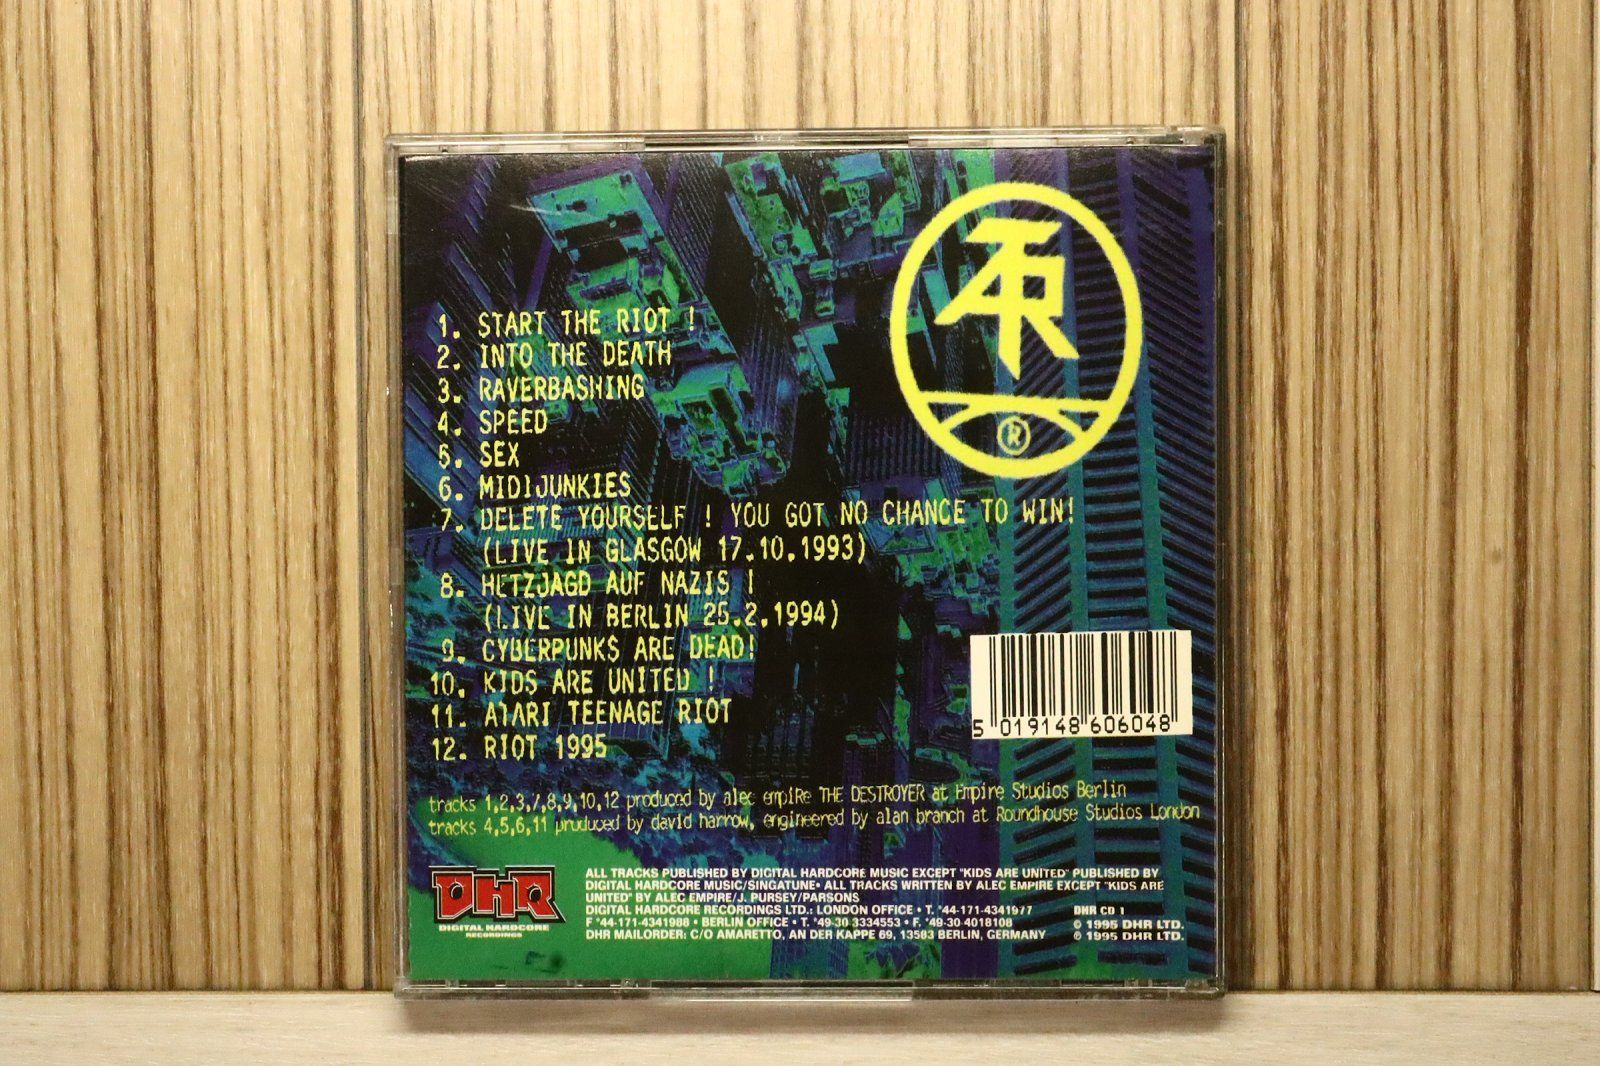 ATR
®
1. START THE RIOT !
2. INTO THE DEATH
3. RAVERBASHING
4. SPEED
5. SEX
6. MIDIJUNKIES
7. DELETE YOURSELF ! YOU GOT NO CHANCE TO WIN!
(LIVE IN GLASGOW 17.10.1993)
8. HETZJAGD AUF NAZIS !
(LIVE IN BERLIN 25.2.1994)
9. CYBERPUNKS ARE DEAD!
10. KIDS ARE UNITED !
11. ATARI TEENAGE RIOT
12. RIOT 1995
5 019148 606048
tracks 1,2,3,7,8,9,10,12 produced by alec empiRe THE DESTROYER at Empire Studios Berlin
tracks 4,5,6,11 produced by david harrow, engineered by alan branch at Roundhouse Studios London
DHR
DIGITAL HARDCORE
RECORDINGS
ALL TRACKS PUBLISHED BY DIGITAL HARDCORE MUSIC EXCEPT "KIDS ARE UNITED" PUBLISHED BY
DIGITAL HARDCORE MUSIC/SINGATUNE• ALL TRACKS WRITTEN BY ALEC EMPIRE EXCEPT "KIDS ARE
UNITED" BY ALEC EMPIRE/J. PURSEY/PARSONS
DIGITAL HARDCORE RECORDINGS LTD.: LONDON OFFICE • T. *44-171-4341977
F *44-171-4341988 • BERLIN OFFICE • T. *49-30 3334553 • F. *49-30-4018108
DHR MAILORDER: C/O AMARETTO, AN DER KAPPE 69, 13583 BERLIN, GERMANY
DHR CD 1
© 1995 DHR LTD.
℗ 1995 DHR LTD.